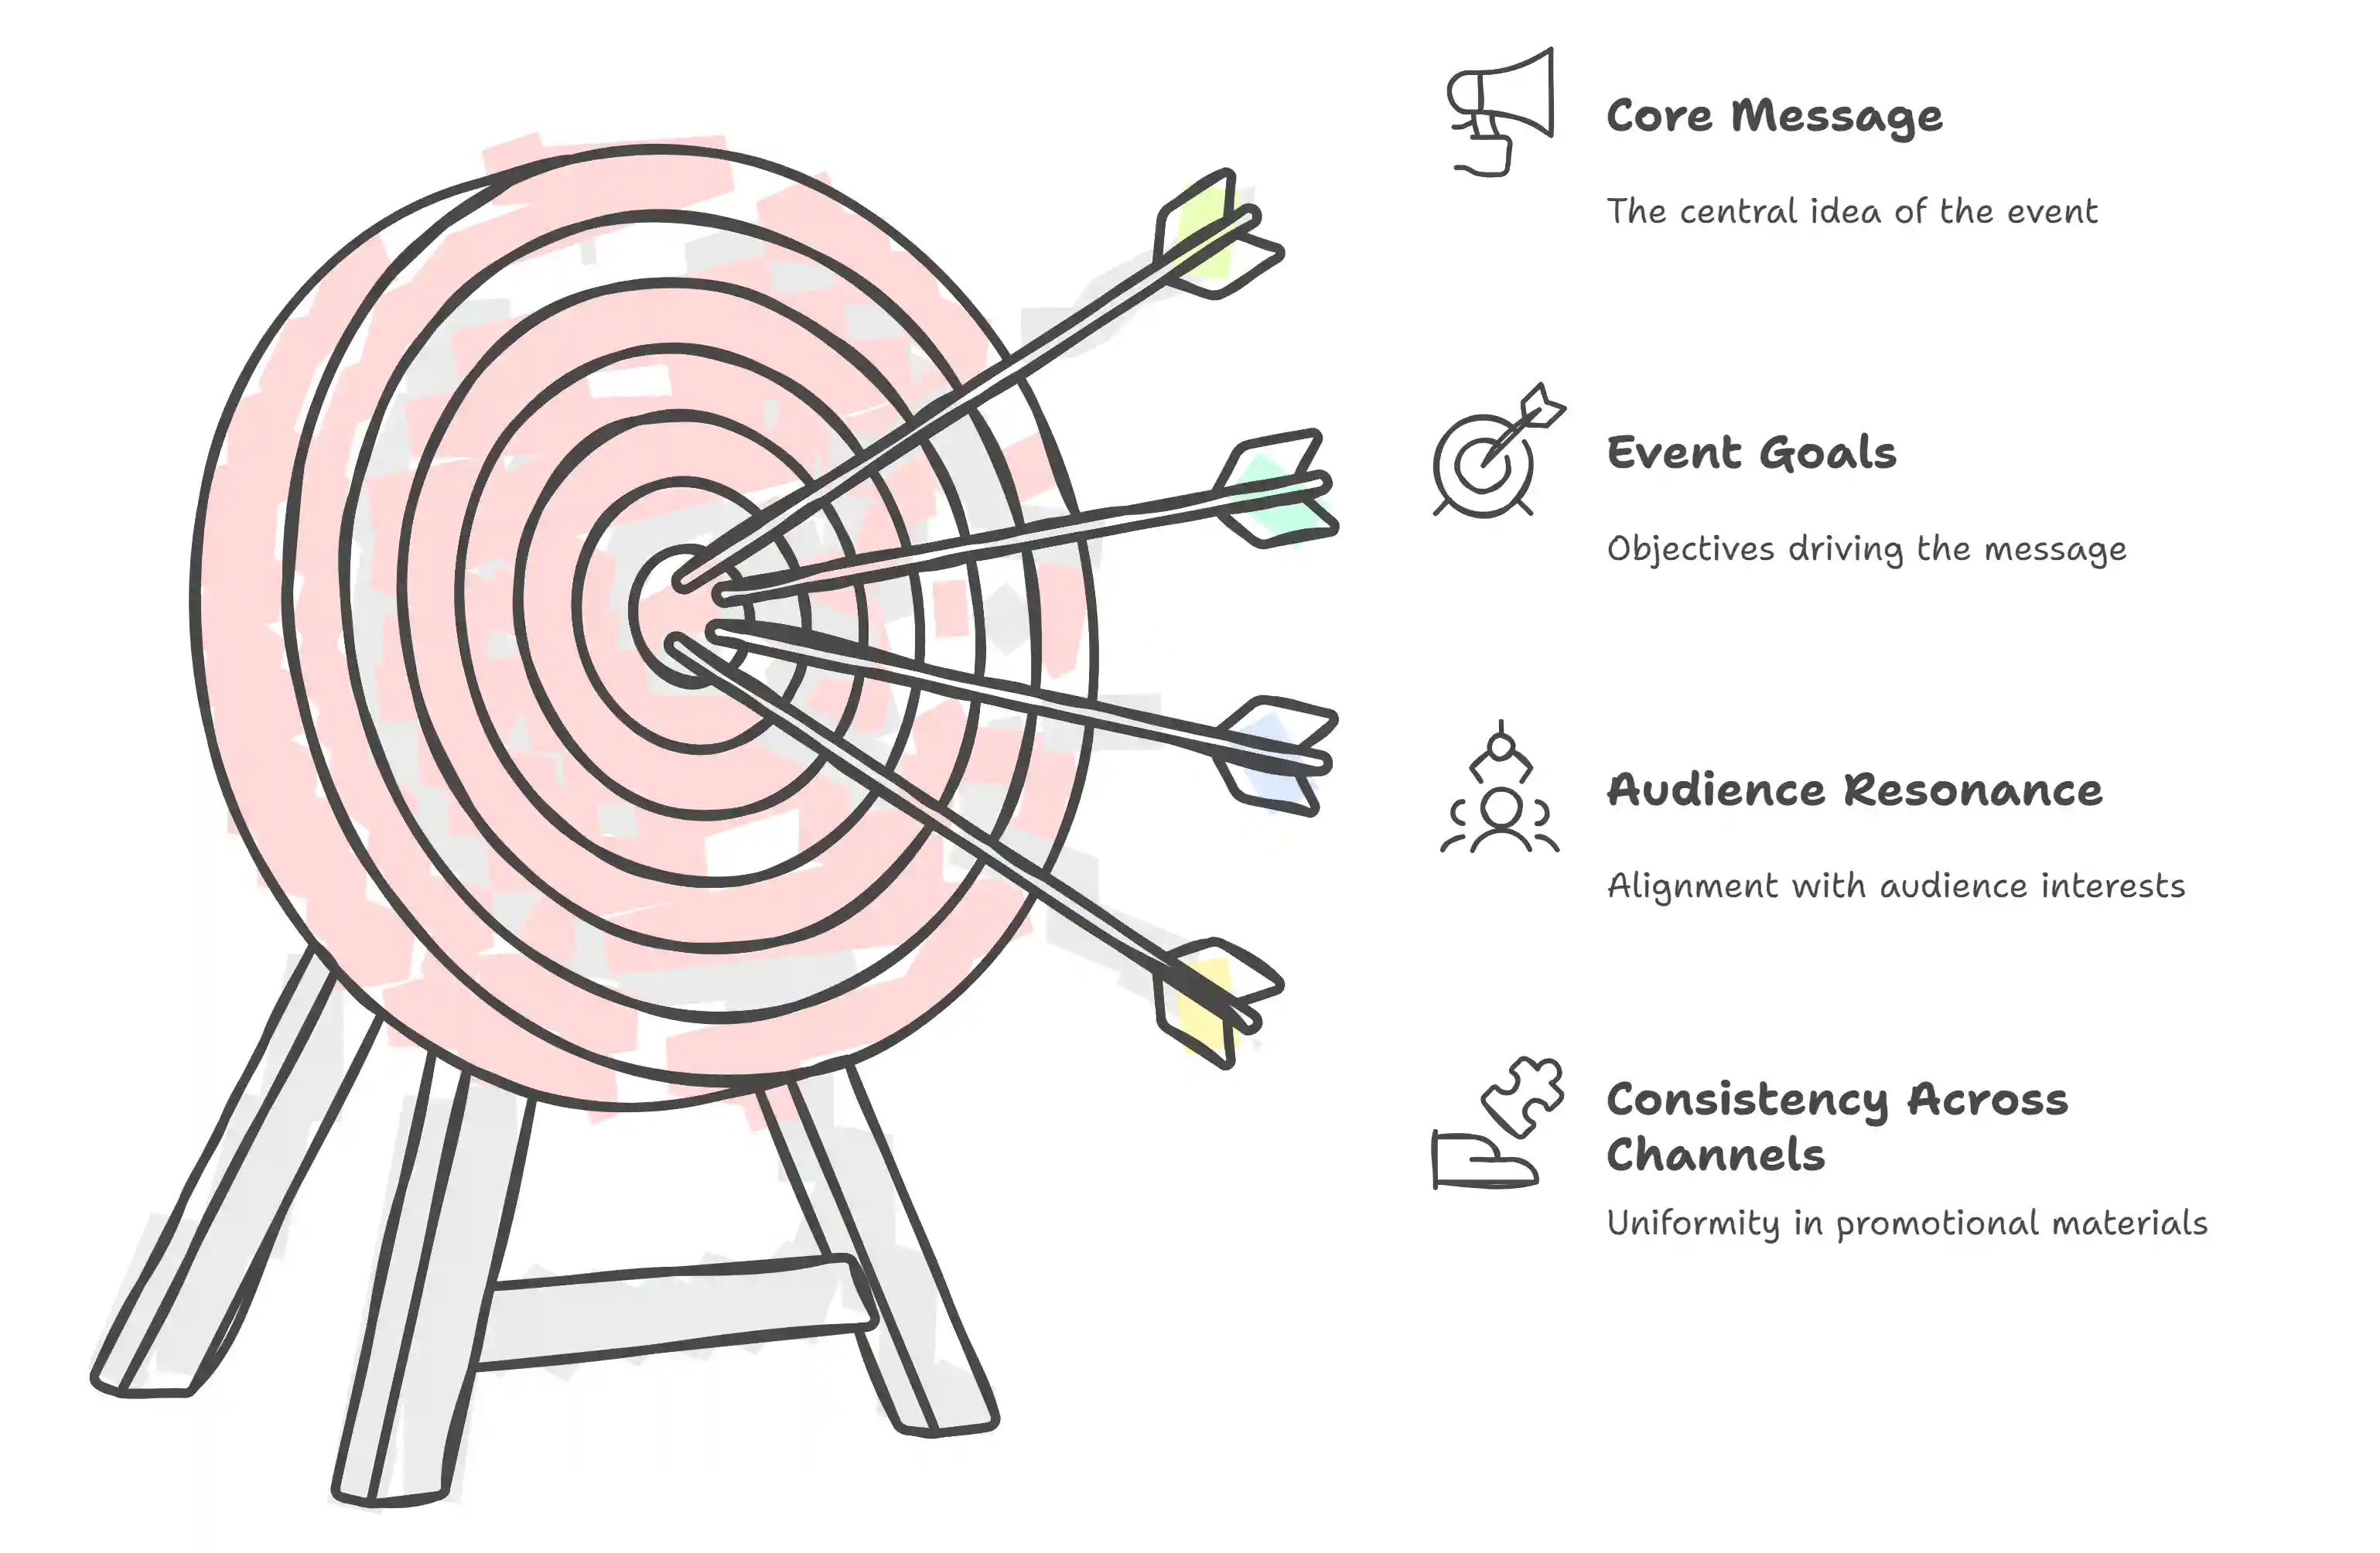 Core Message
The central idea of the event
Event Goals
Objectives driving the message
Audience Resonance
Alignment with audience interests
Consistency Across
Channels
Uniformity in promotional materials